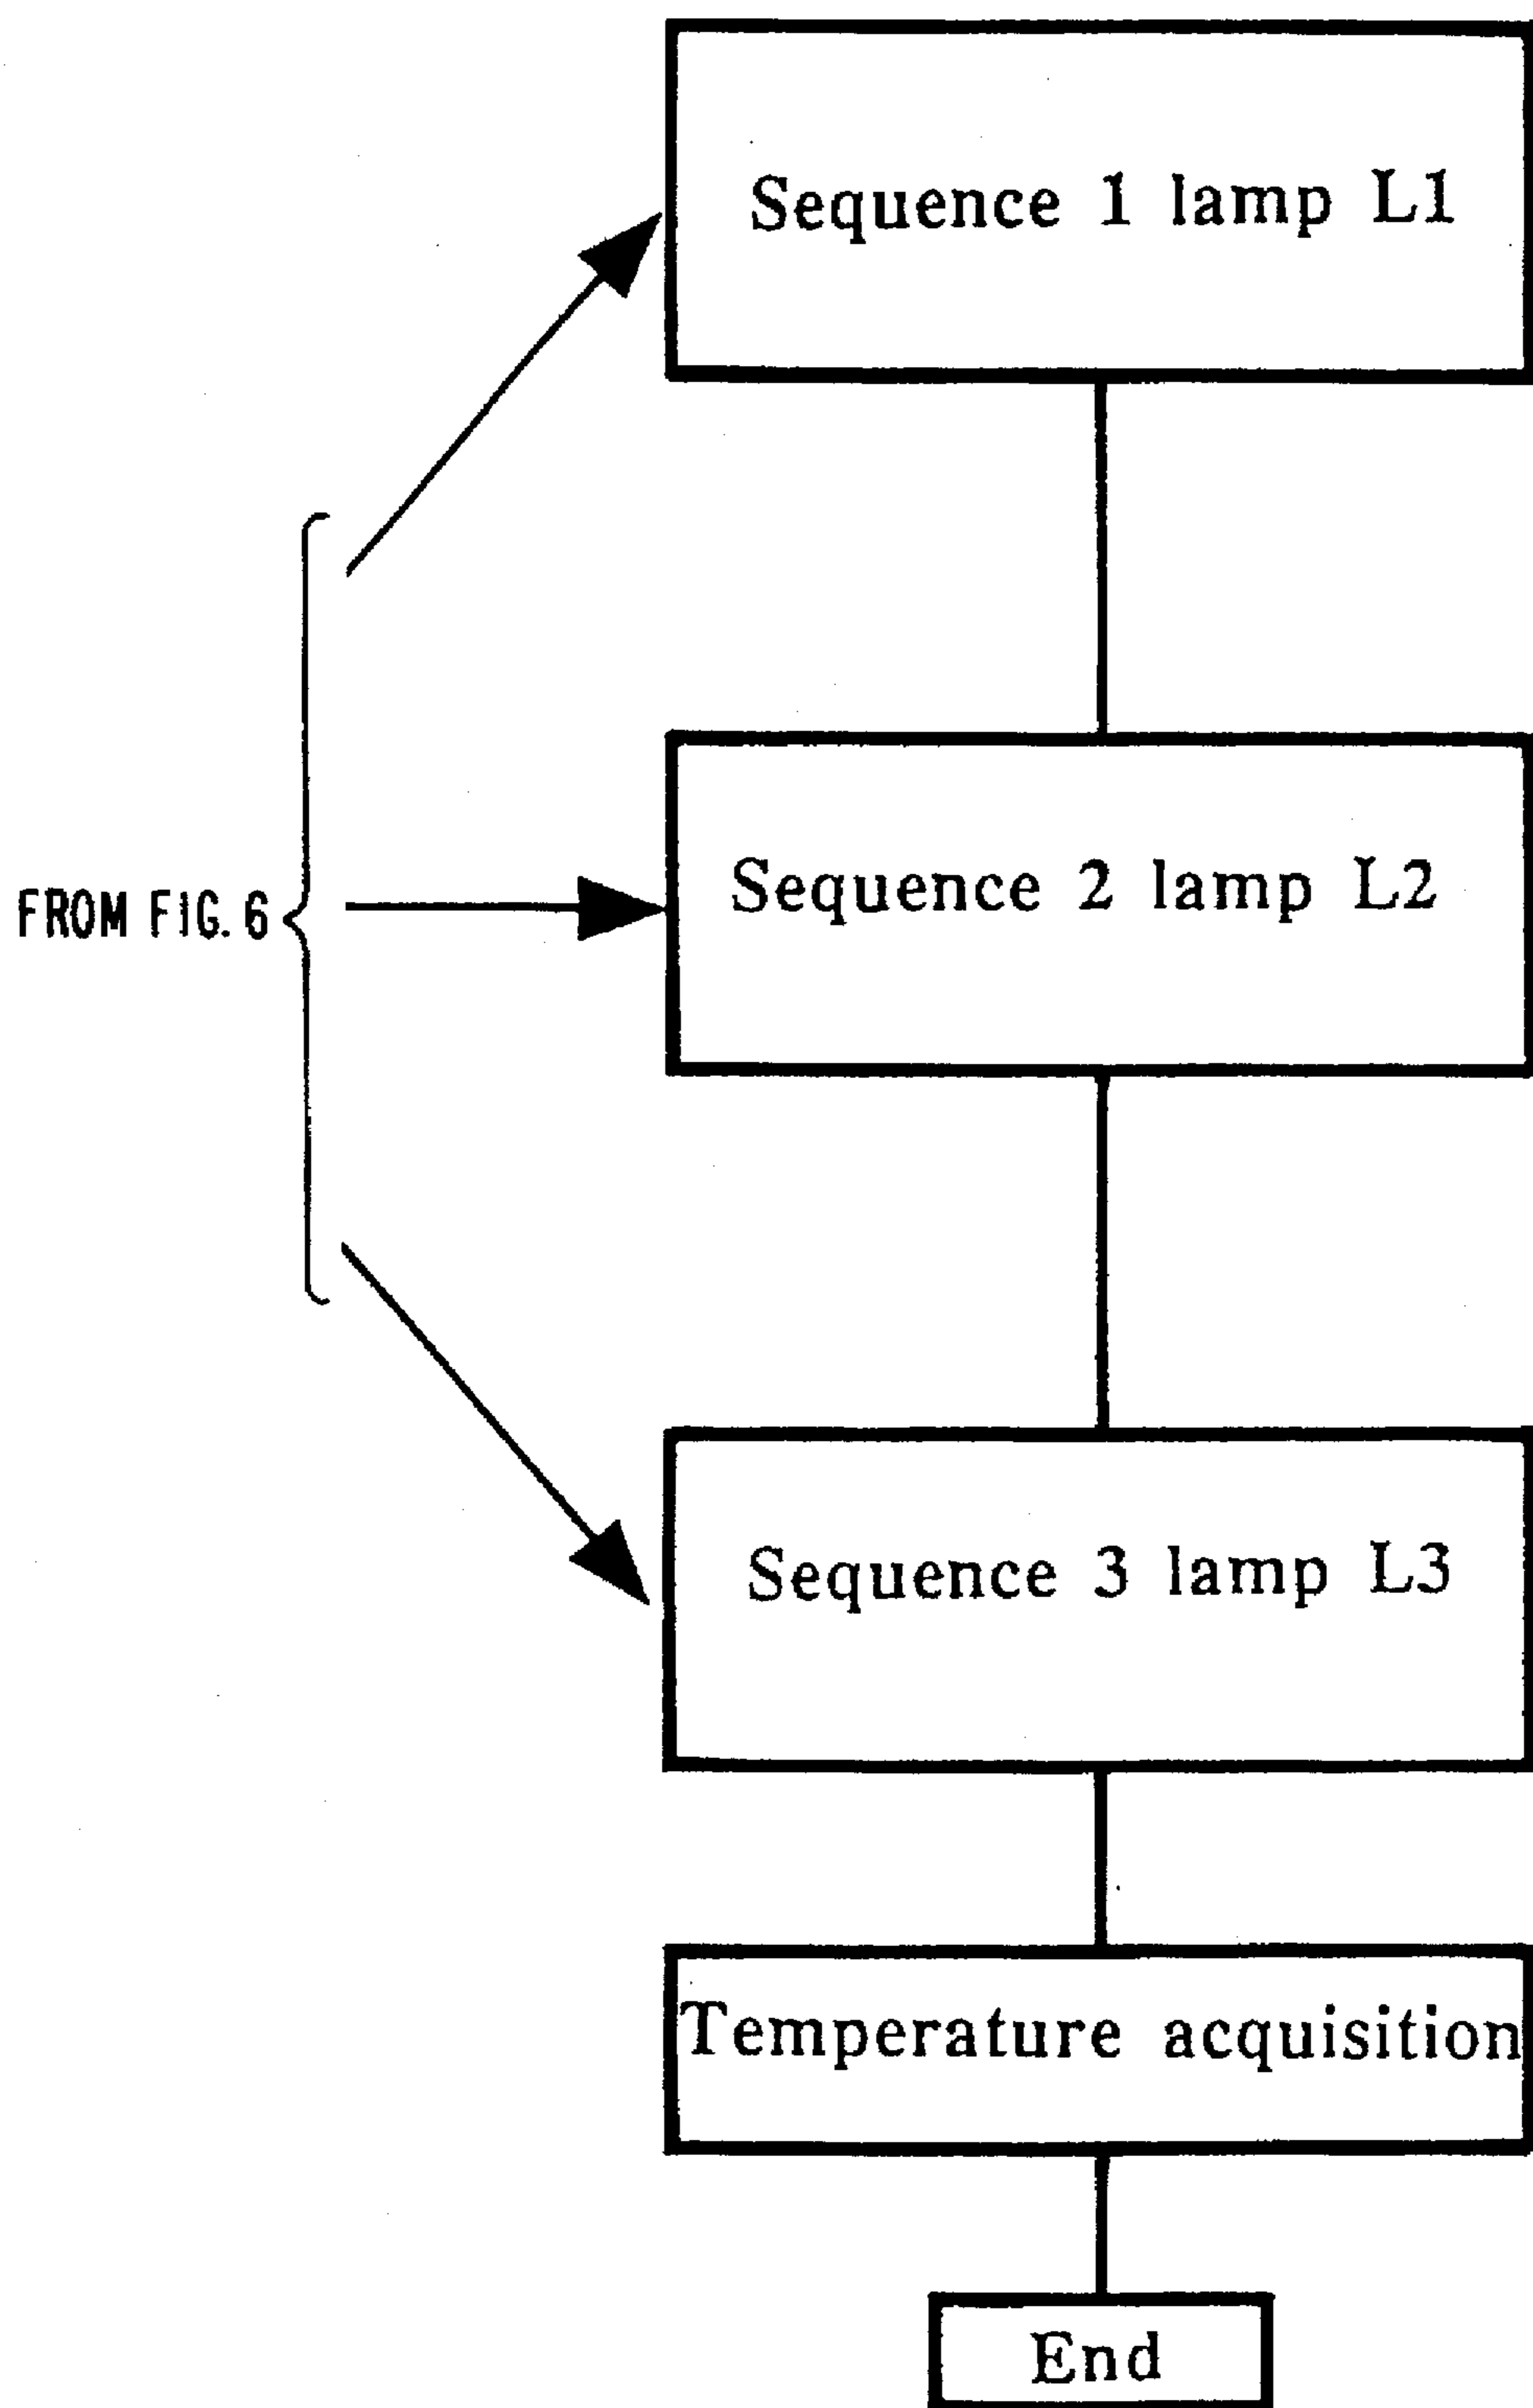 Sequence 1 lamp L1
FROM FIG. 6
Sequence 2 lamp L2
Sequence 3 lamp L3
Temperature acquisition
End